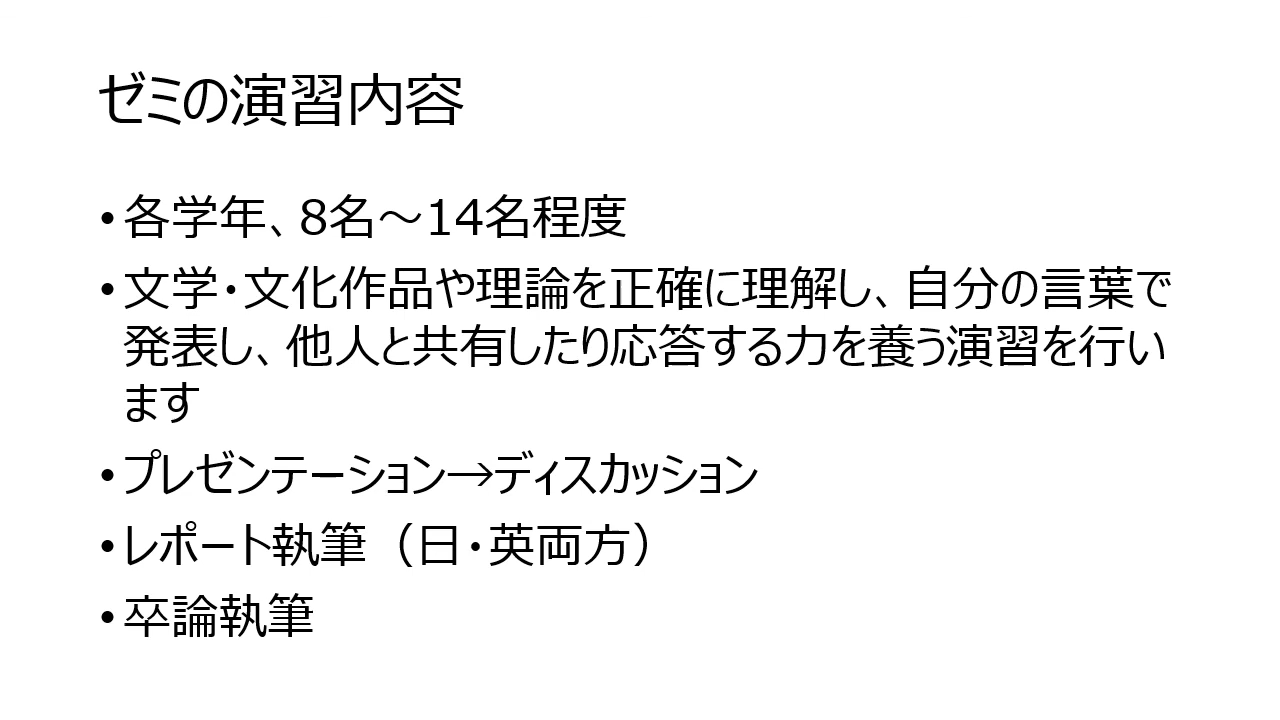 ゼミの演習内容
•各学年、8名～14名程度
•文学・文化作品や理論を正確に理解し、自分の言葉で
発表し、他人と共有したり応答する力を養う演習を行い
ます
•プレゼンテーション→ディスカッション
•レポート執筆（日・英両方）
•卒論執筆